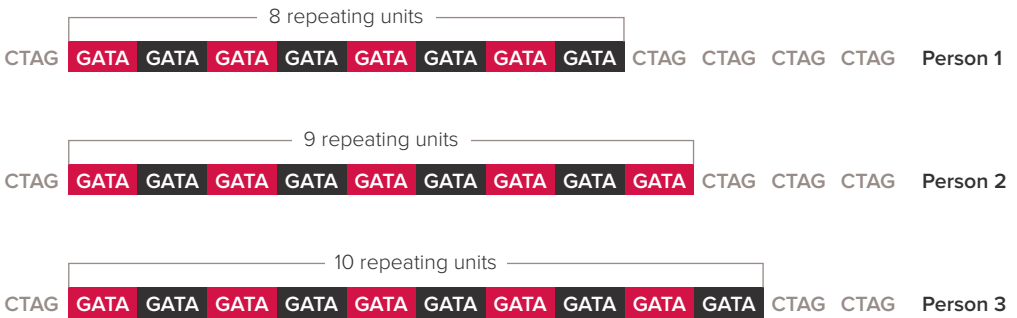 8 repeating units
CTAG GATA GATA GATA GATA GATA GATA GATA GATA CTAG CTAG CTAG CTAG Person 1
9 repeating units
CTAG GATA GATA GATA GATA GATA GATA GATA GATA GATA CTAG CTAG CTAG Person 2
10 repeating units
CTAG GATA GATA GATA GATA GATA GATA GATA GATA GATA GATA CTAG CTAG Person 3